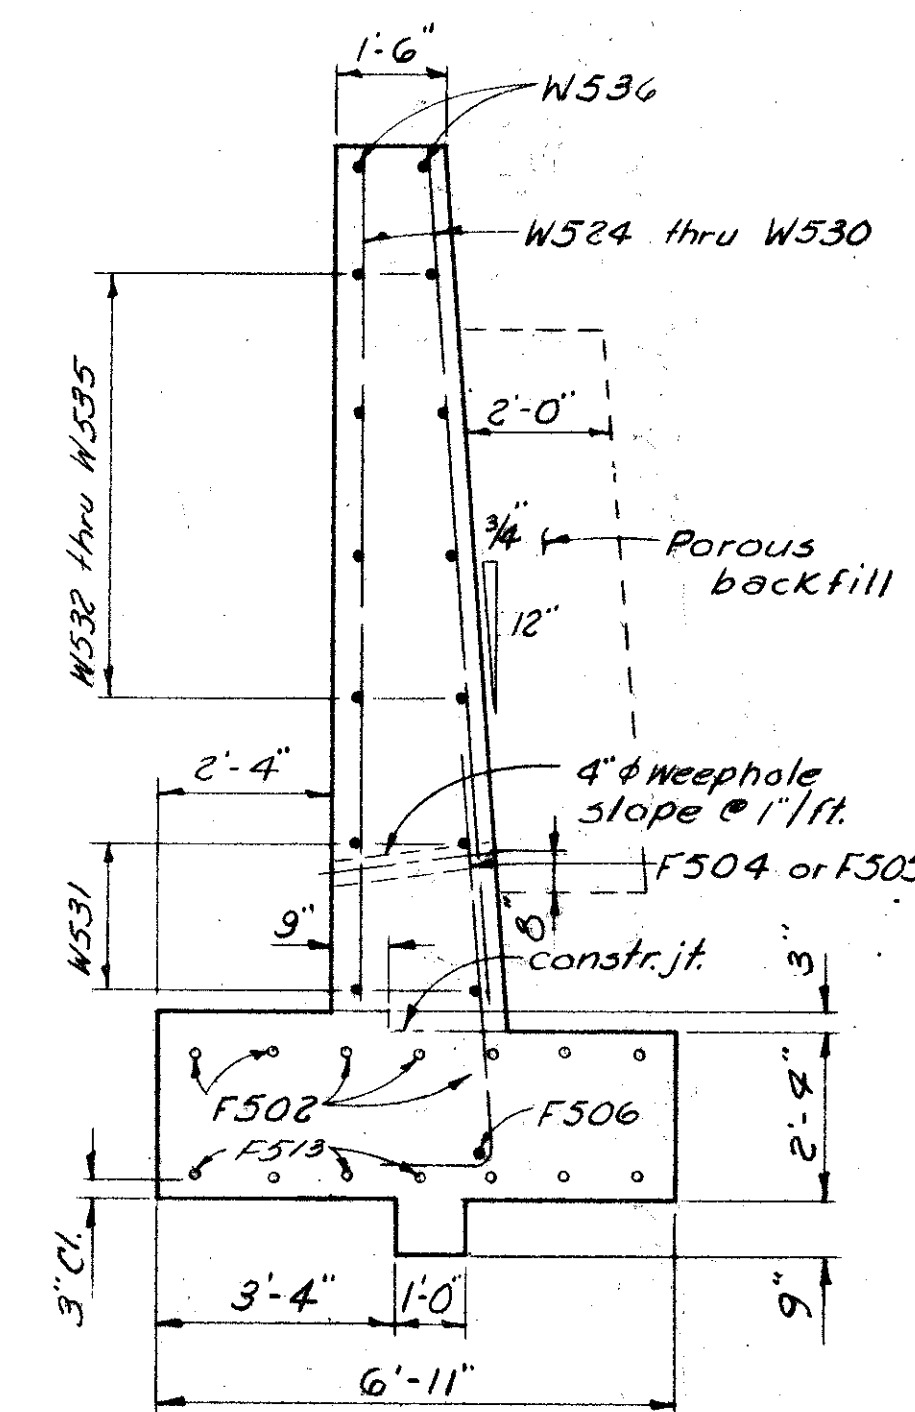 1'-6"
W536
W524 thru W530
W532 thru W535
2'-0"
3/4"
Porous
backfill
12"
2'-4"
4"φ weephole
slope @ 1"/ft.
F504 or F505
W531
9"
8"
constr. jt.
3"
F502
F506
2'-4"
F513
3" Cl.
3'-4"
1'-0"
9"
6'-11"